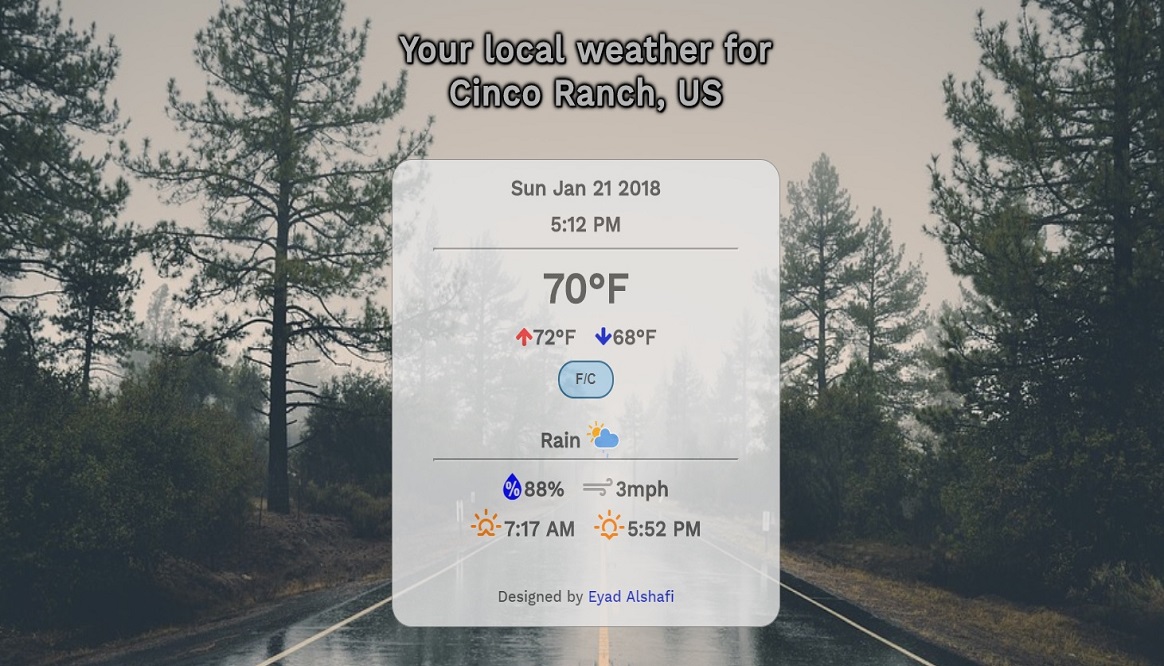 Your local weather for
Cinco Ranch, US
Sun Jan 21 2018
5:12 PM
70°F
72°F 68°F
F/C
Rain
% 88% 3mph
7:17 AM 5:52 PM
Designed by Eyad Alshafi